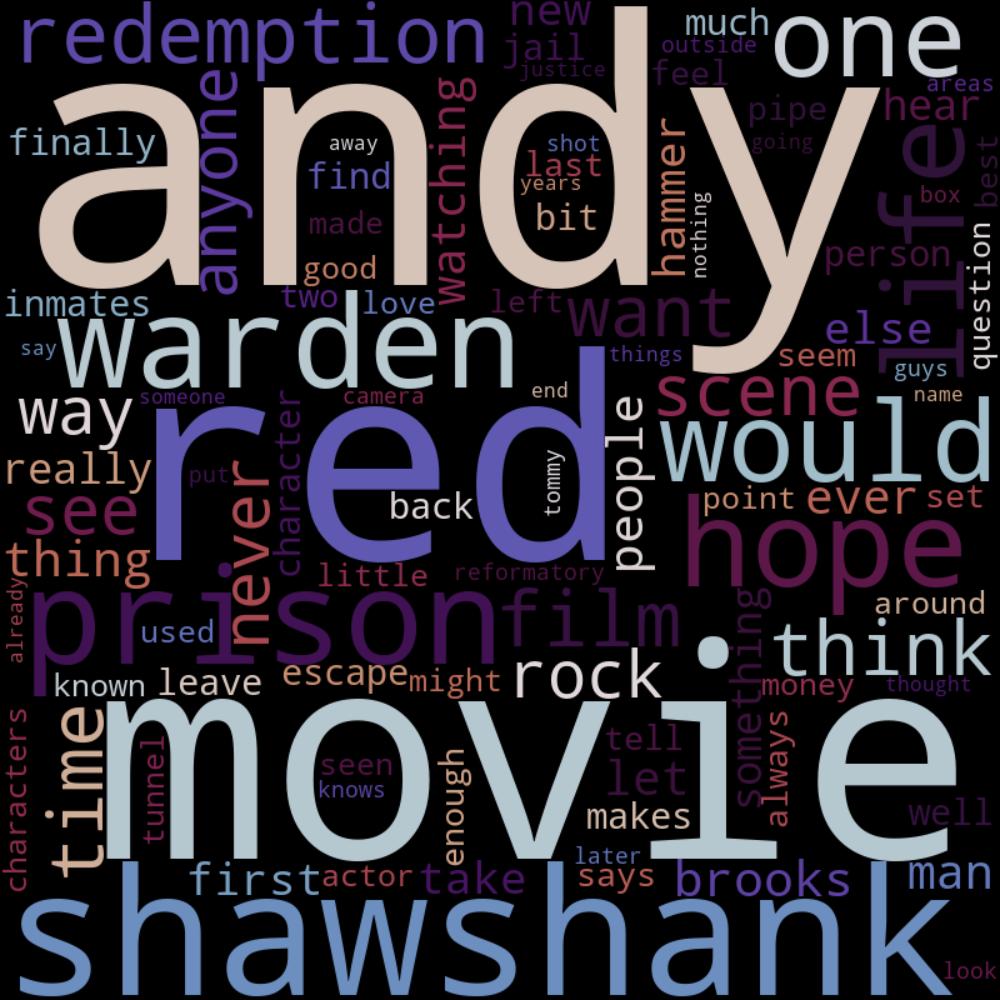 redemption
new
much
one
jail
outside
justice
feel
areas
andy
anyone
watching
pipe
hear
finally
away
shot
hammer
going
life
best
find
last
years
nothing
box
made
bit
person
question
good
inmates
two
love
left
want
else
say
warden
things
seem
guys
way
someone
camera
end
scene
name
red
character
people
would
really
put
never
back
tommy
point
ever
set
see
hope
thing
little
reformatory
already
prison
used
film
something
around
think
known
leave
escape
might
rock
money
thought
characters
time
movie
tunnel
seen
knows
enough
tell
let
always
makes
well
later
first
actor
take
says
brooks
man
shawshank
look